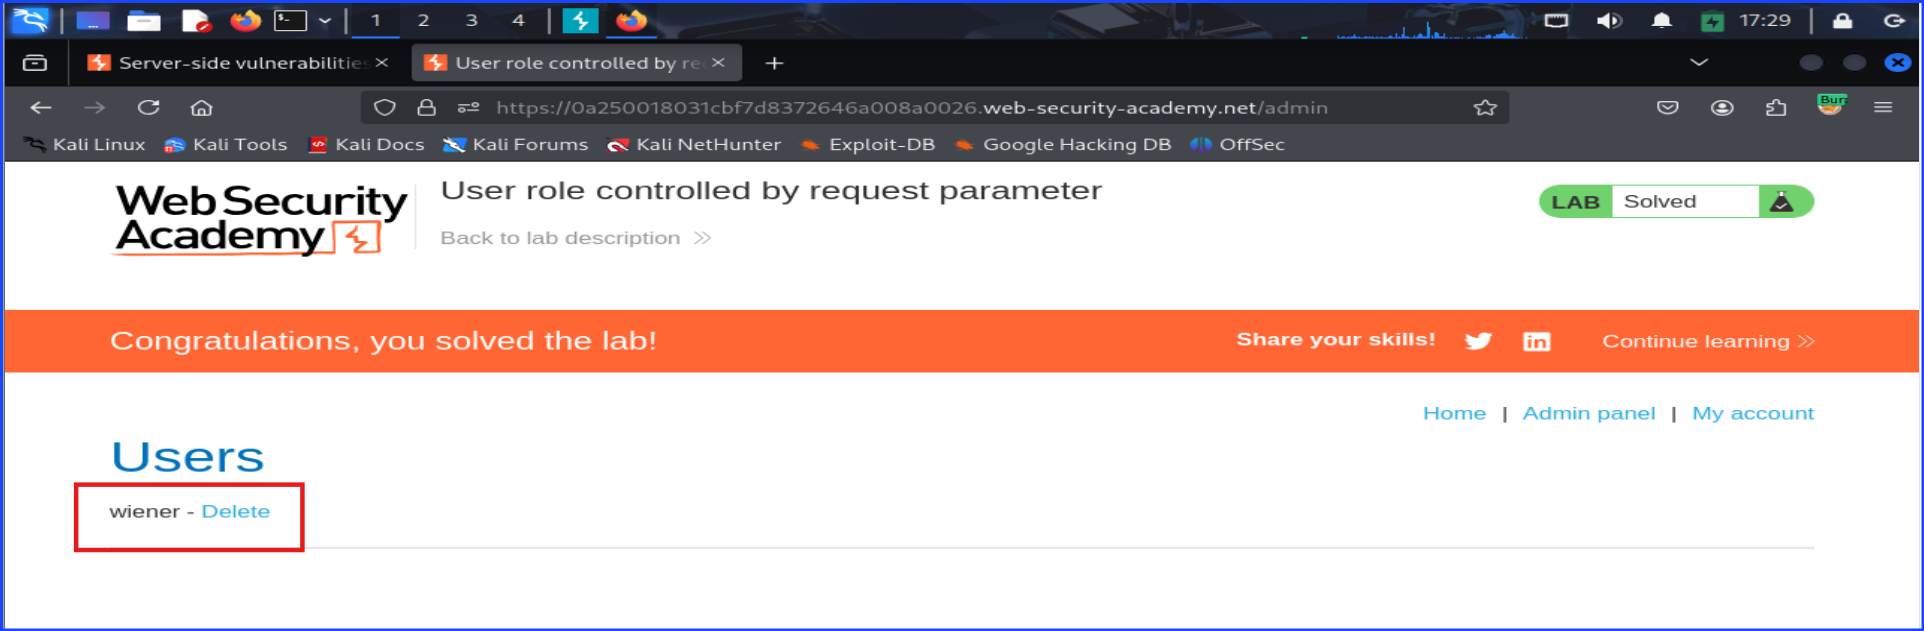 1 2 3 4 17:29
Server-side vulnerabilities User role controlled by re
https://0a250018031cbf7d8372646a008a0026.web-security-academy.net/admin
Kali Linux Kali Tools Kali Docs Kali Forums Kali NetHunter Exploit-DB Google Hacking DB OffSec
Web Security
Academy
User role controlled by request parameter
Back to lab description
LAB Solved
Congratulations, you solved the lab!
Share your skills! Continue learning
Home | Admin panel | My account
Users
wiener - Delete